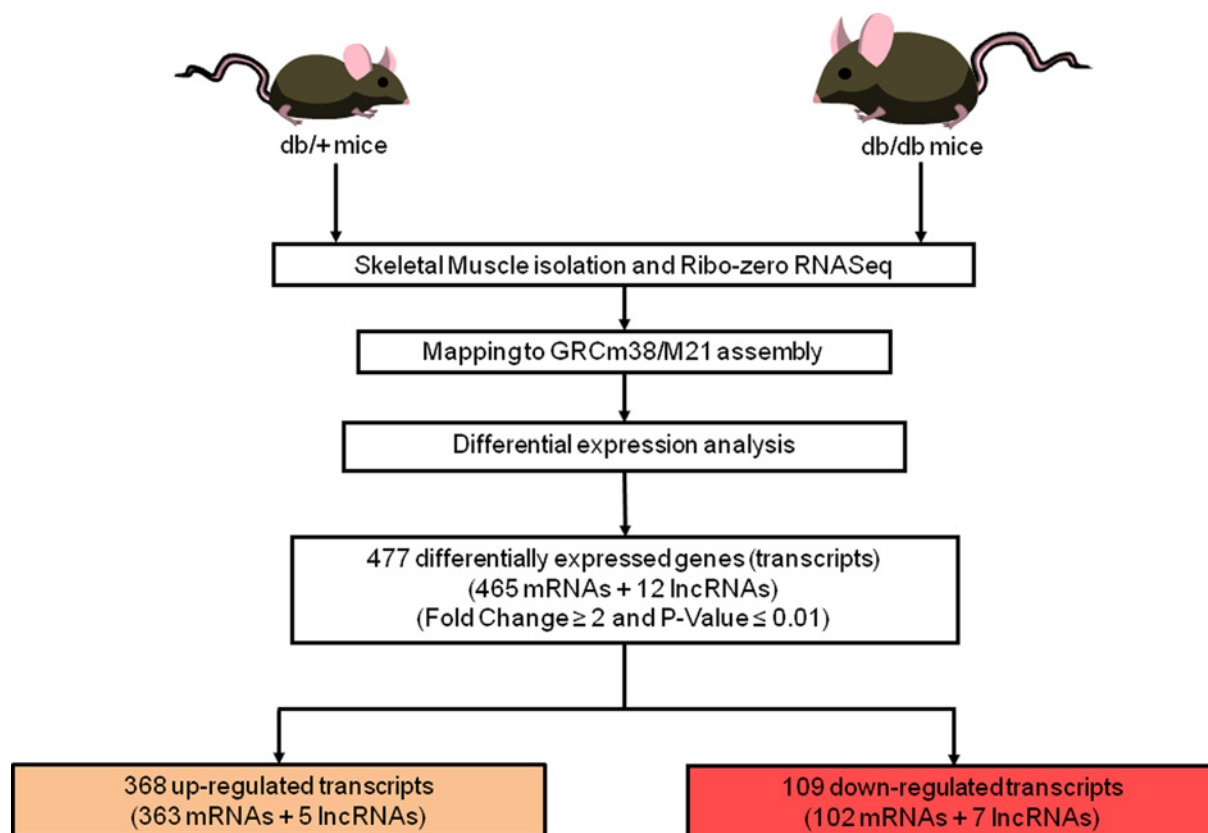 db/+ mice
db/db mice
Skeletal Muscle isolation and Ribo-zero RNASeq
Mapping to GRCm38/M21 assembly
Differential expression analysis
477 differentially expressed genes (transcripts)
(465 mRNAs + 12 lncRNAs)
(Fold Change ≥ 2 and P-Value ≤ 0.01)
368 up-regulated transcripts
(363 mRNAs + 5 lncRNAs)
109 down-regulated transcripts
(102 mRNAs + 7 lncRNAs)